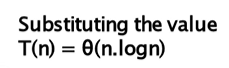 Substituting the value
T(n) = θ(n.logn)